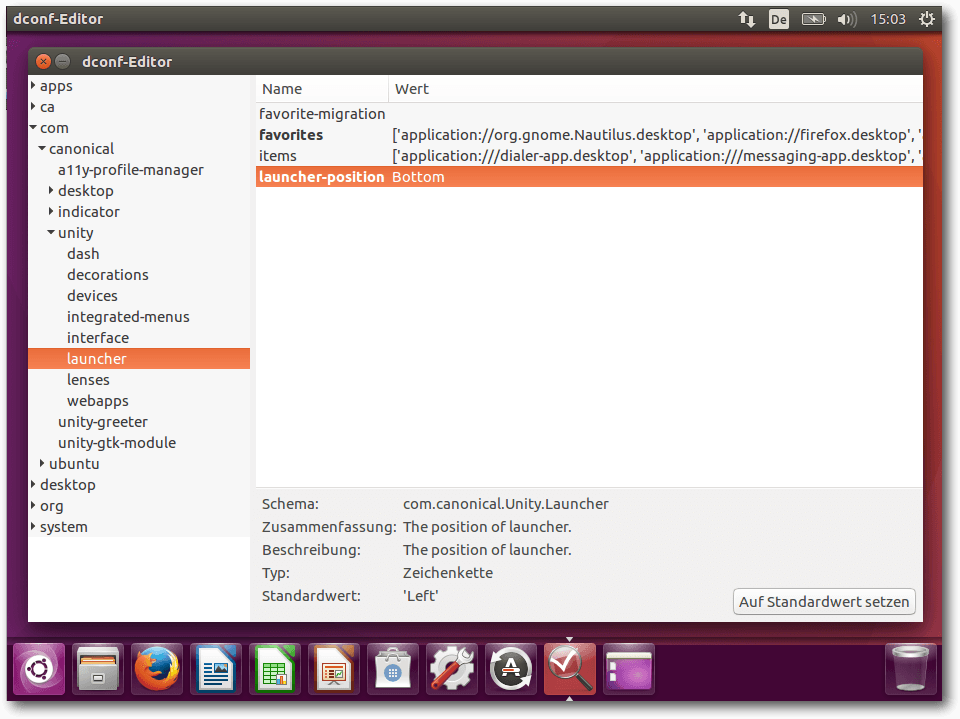 dconf-Editor
De
15:03
dconf-Editor
apps
ca
com
canonical
a11y-profile-manager
desktop
indicator
unity
dash
decorations
devices
integrated-menus
interface
launcher
lenses
webapps
unity-greeter
unity-gtk-module
ubuntu
desktop
org
system
Name Wert
favorite-migration
favorites ['application://org.gnome.Nautilus.desktop', 'application://firefox.desktop', '
items ['application:///dialer-app.desktop', 'application:///messaging-app.desktop', '
launcher-position Bottom
Schema: com.canonical.Unity.Launcher
Zusammenfassung: The position of launcher.
Beschreibung: The position of launcher.
Typ: Zeichenkette
Standardwert: 'Left'
Auf Standardwert setzen